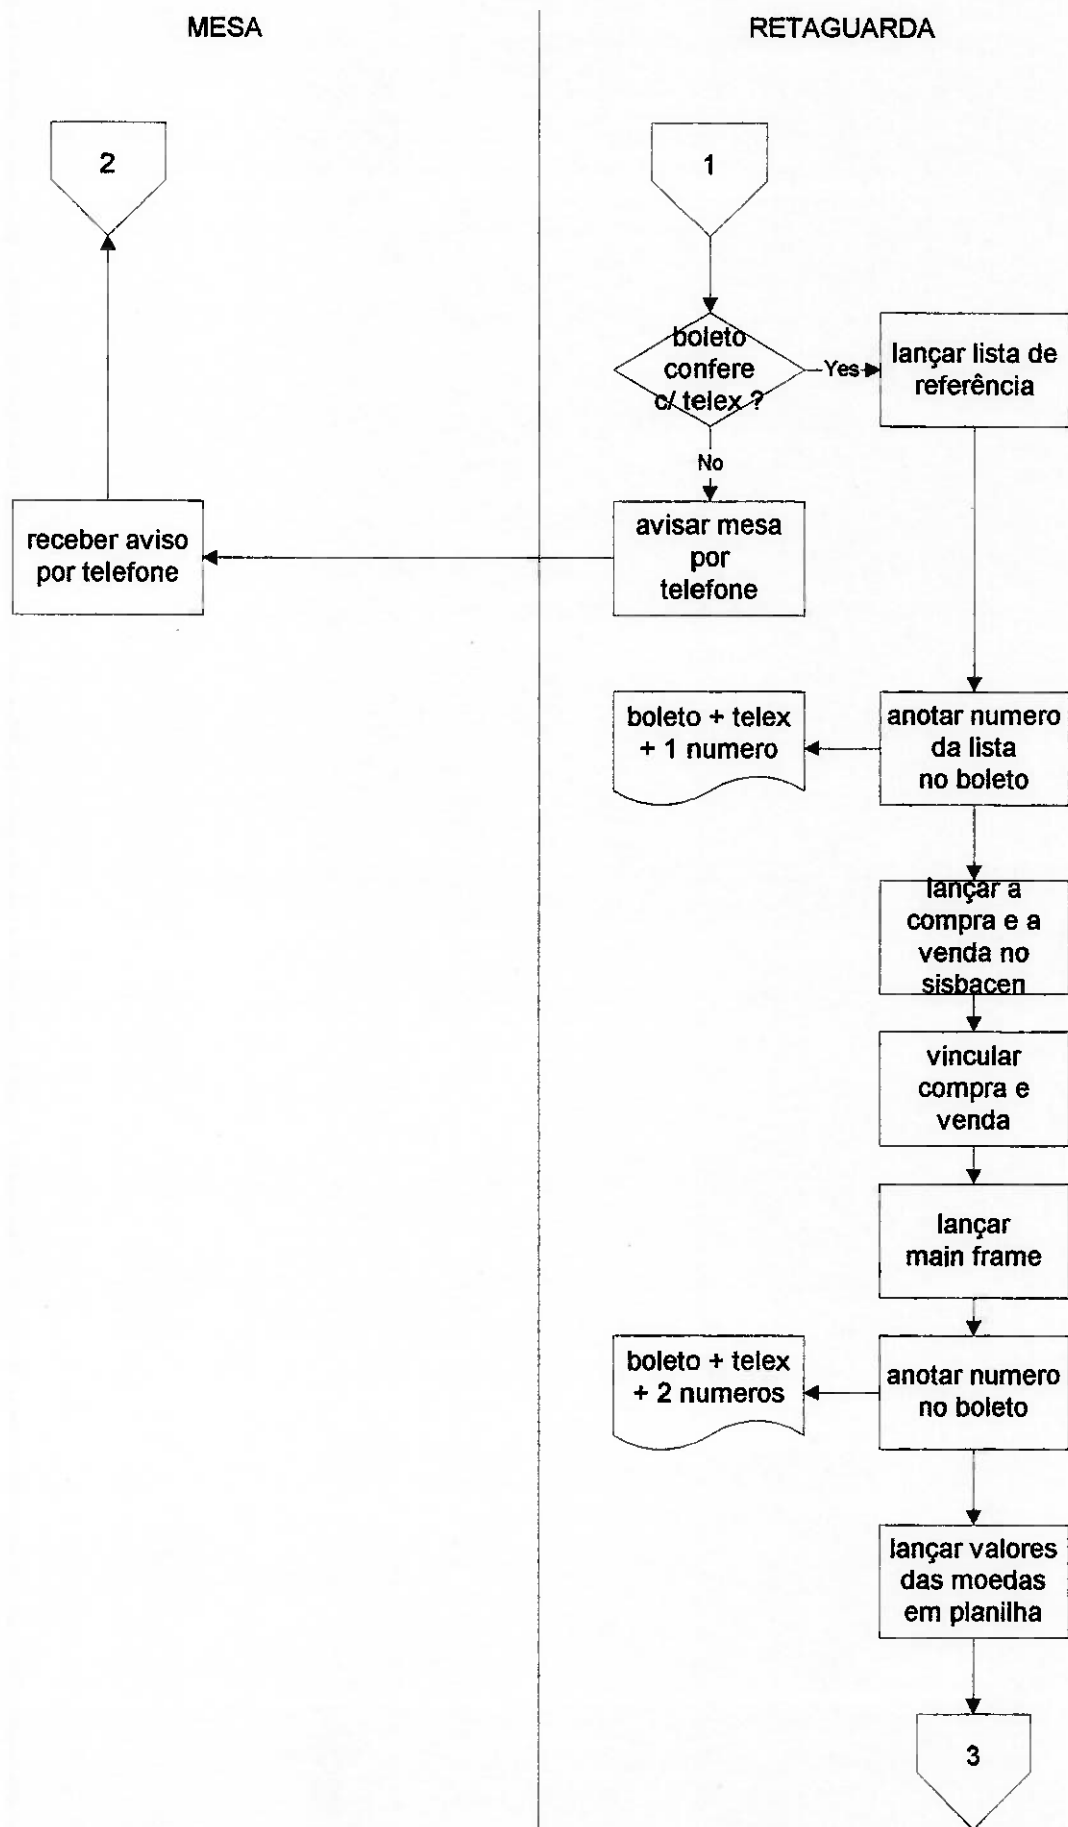 MESA
RETAGUARDA
2
1
boleto
confere
c/ telex ?
Yes
lançar lista de
referência
No
receber aviso
por telefone
avisar mesa
por
telefone
boleto + telex
+ 1 numero
anotar numero
da lista
no boleto
lançar a
compra e a
venda no
sisbacen
vincular
compra e
venda
lançar
main frame
boleto + telex
+ 2 numeros
anotar numero
no boleto
lançar valores
das moedas
em planilha
3